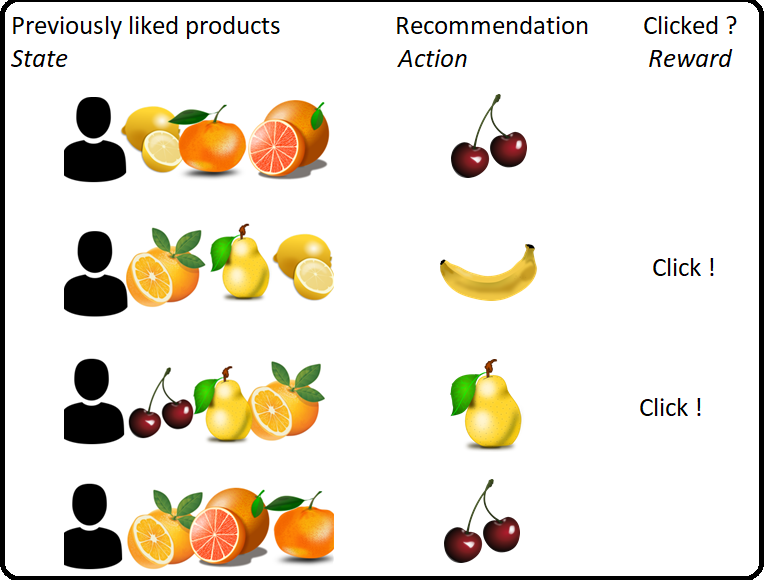 Previously liked products
State
Recommendation
Action
Clicked ?
Reward
Click !
Click !